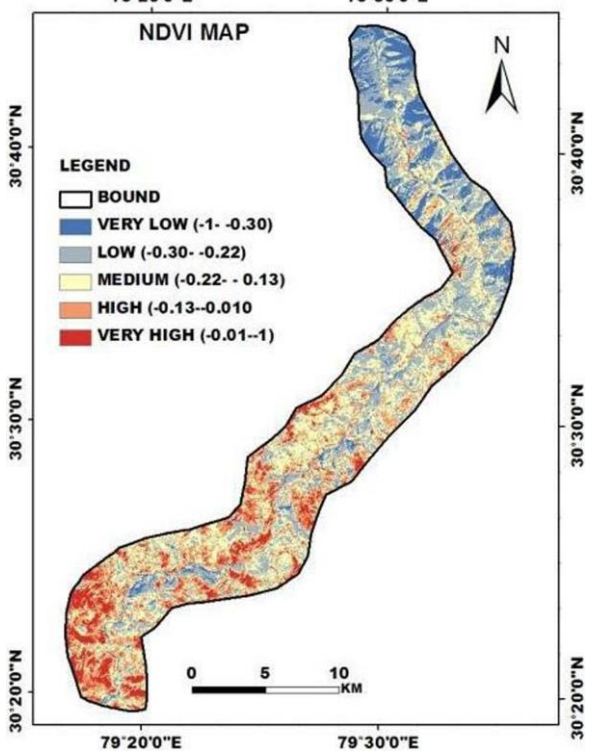 NDVI MAP
N
LEGEND
BOUND
VERY LOW (-1- -0.30)
LOW (-0.30- -0.22)
MEDIUM (-0.22- - 0.13)
HIGH (-0.13--0.010
VERY HIGH (-0.01--1)
30°40'0"N
30°40'0"N
30°30'0"N
30°30'0"N
30°20'0"N
30°20'0"N
0 5 10
KM
79°20'0"E 79°30'0"E